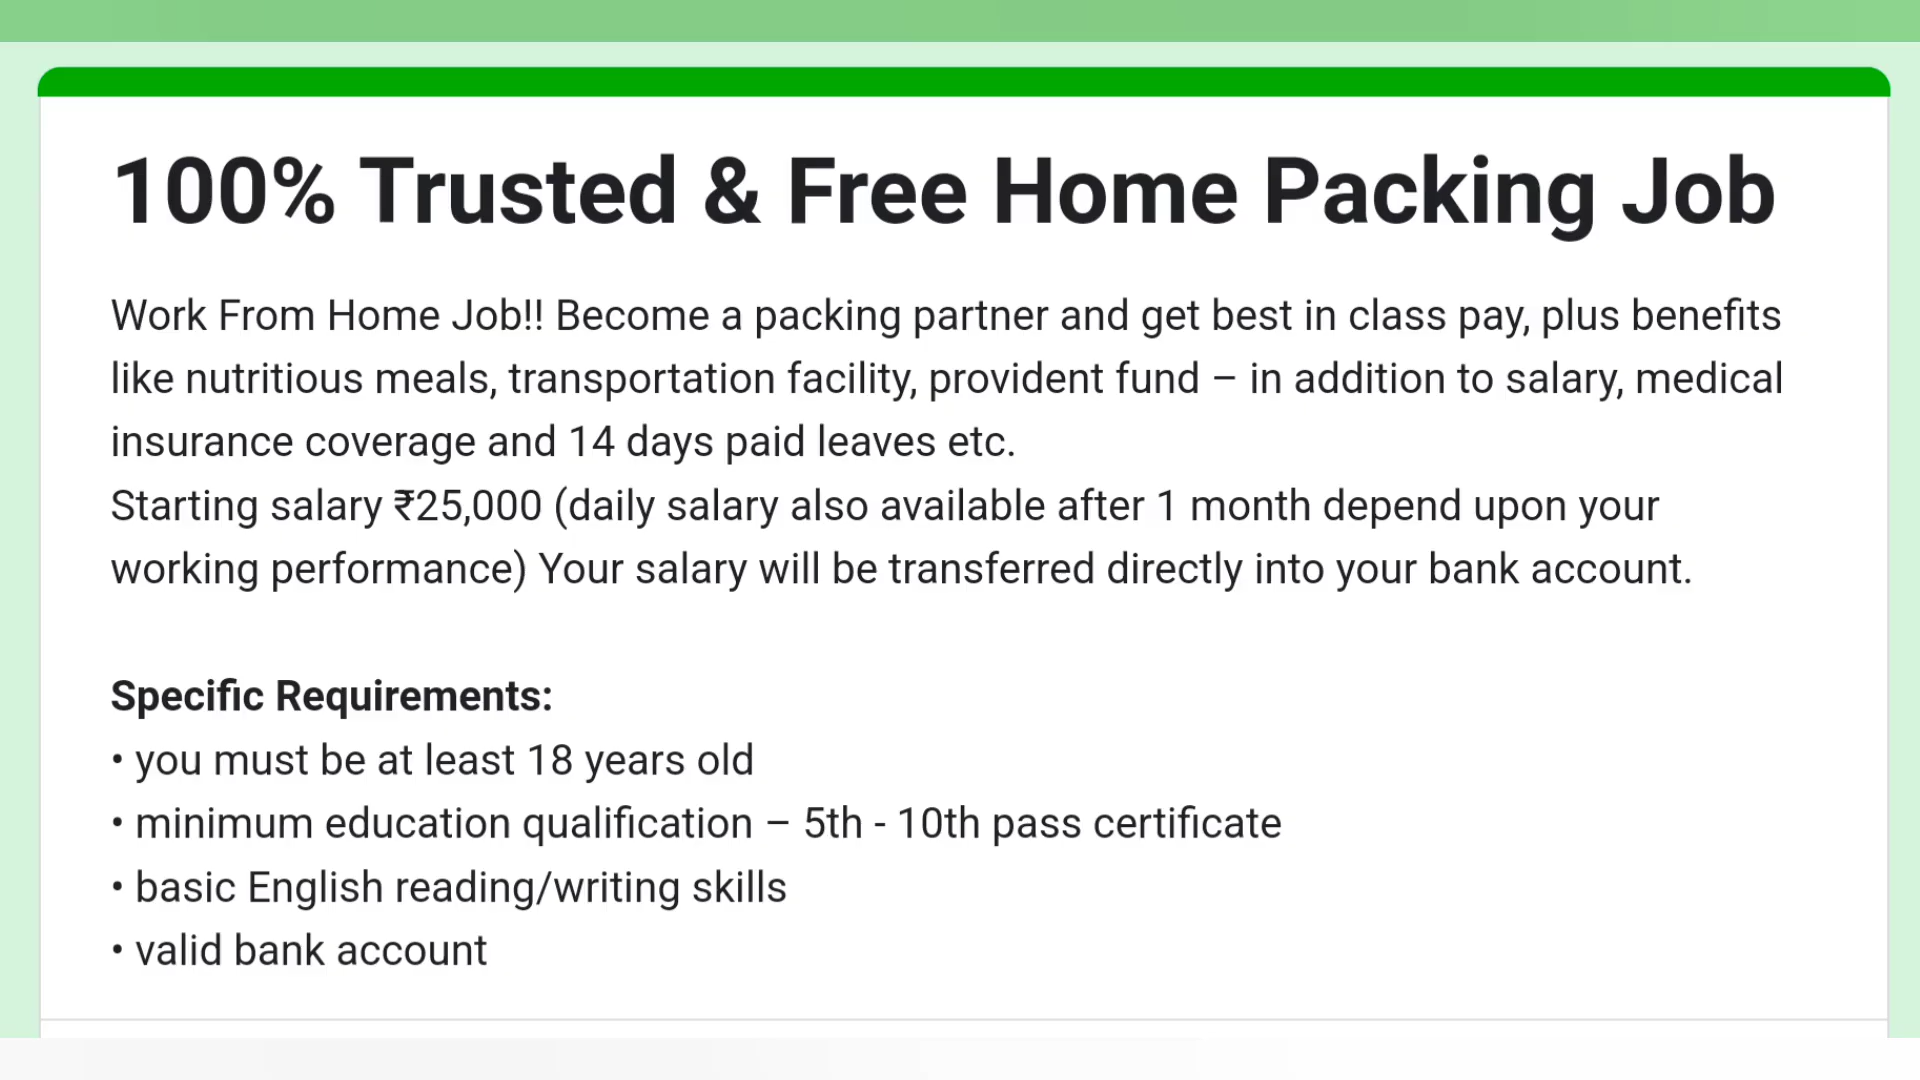 100% Trusted & Free Home Packing Job
Work From Home Job!! Become a packing partner and get best in class pay, plus benefits
like nutritious meals, transportation facility, provident fund – in addition to salary, medical
insurance coverage and 14 days paid leaves etc.
Starting salary ₹25,000 (daily salary also available after 1 month depend upon your
working performance) Your salary will be transferred directly into your bank account.
Specific Requirements:
• you must be at least 18 years old
• minimum education qualification – 5th - 10th pass certificate
• basic English reading/writing skills
• valid bank account